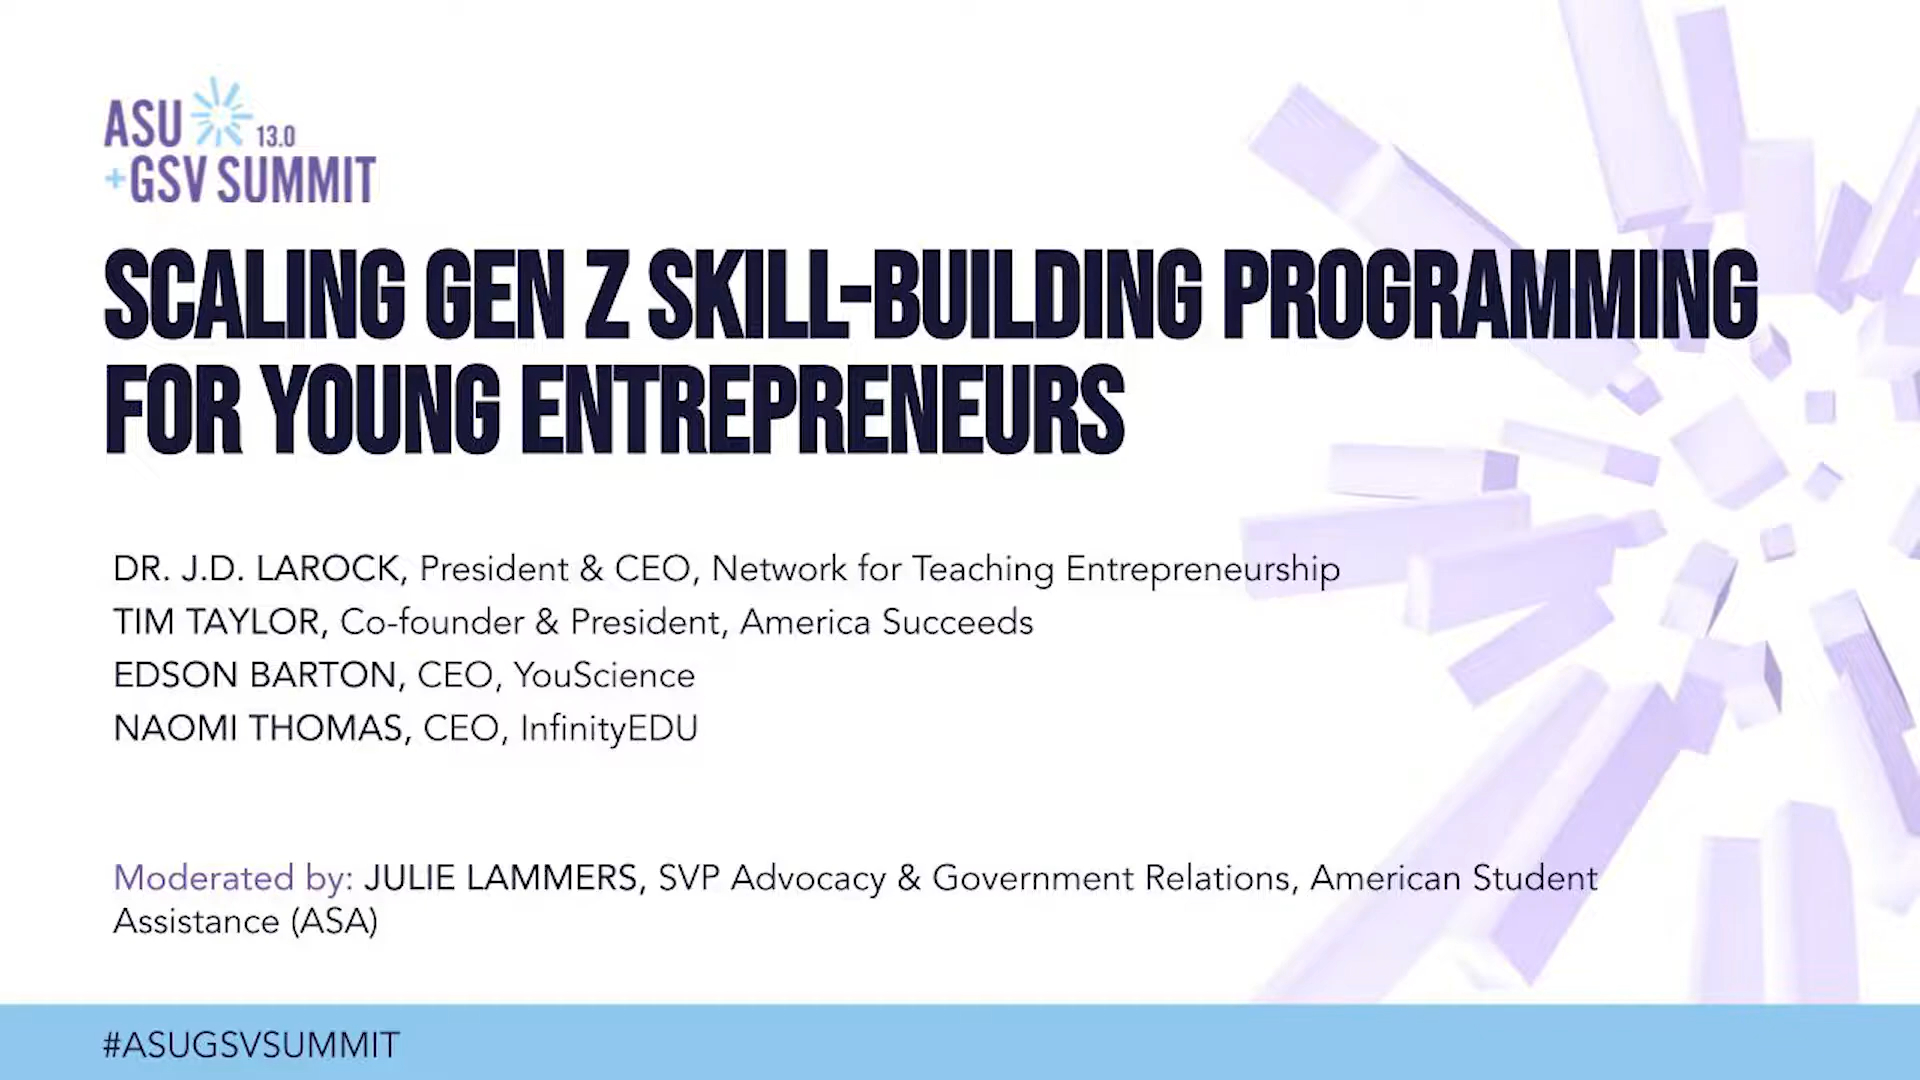 ASU 13.0
+GSV SUMMIT
SCALING GEN Z SKILL-BUILDING PROGRAMMING
FOR YOUNG ENTREPRENEURS
DR. J.D. LAROCK, President & CEO, Network for Teaching Entrepreneurship
TIM TAYLOR, Co-founder & President, America Succeeds
EDSON BARTON, CEO, YouScience
NAOMI THOMAS, CEO, InfinityEDU
Moderated by: JULIE LAMMERS, SVP Advocacy & Government Relations, American Student
Assistance (ASA)
#ASUGSVSUMMIT